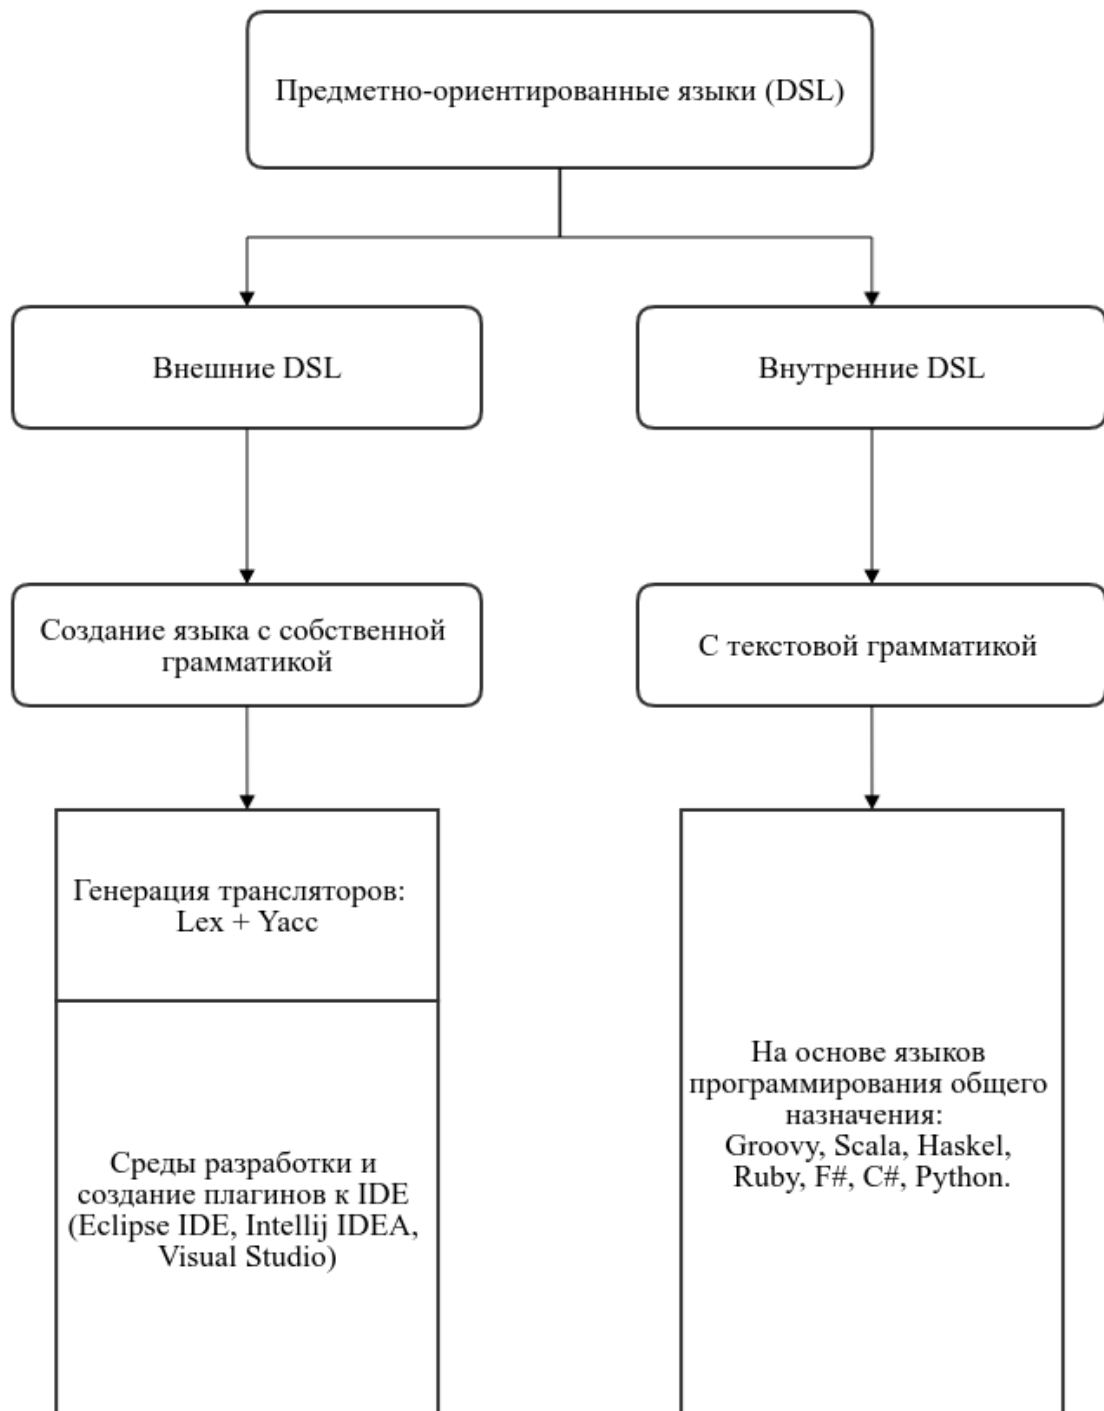 Предметно-ориентированные языки (DSL)
Внешние DSL
Внутренние DSL
Создание языка с собственной
грамматикой
С текстовой грамматикой
Генерация трансляторов:
Lex + Yacc
Среды разработки и
создание плагинов к IDE
(Eclipse IDE, Intellij IDEA,
Visual Studio)
На основе языков
программирования общего
назначения:
Groovy, Scala, Haskel,
Ruby, F#, C#, Python.